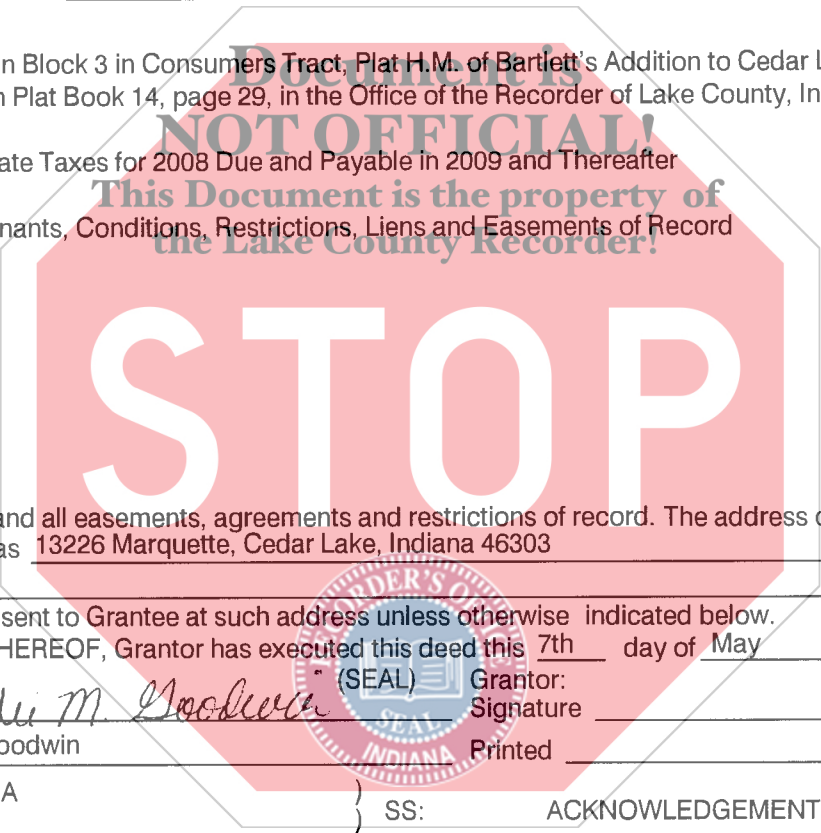 n Block 3 in Consumers Tract, Plat H.M. of Bartlett's Addition to Cedar L
n Plat Book 14, page 29, in the Office of the Recorder of Lake County, In
ate Taxes for 2008 Due and Payable in 2009 and Thereafter
nants, Conditions, Restrictions, Liens and Easements of Record
Document is
NOT OFFICIAL!
This Document is the property of
the Lake County Recorder!
STOP
and all easements, agreements and restrictions of record. The address o
as 13226 Marquette, Cedar Lake, Indiana 46303
sent to Grantee at such address unless otherwise indicated below.
HEREOF, Grantor has executed this deed this 7th day of May
M. Goodwin (SEAL) Grantor:
Signature
oodwin Printed
RECORDER'S OFFICE
SEAL
INDIANA
A ) SS: ACKNOWLEDGEMENT
)